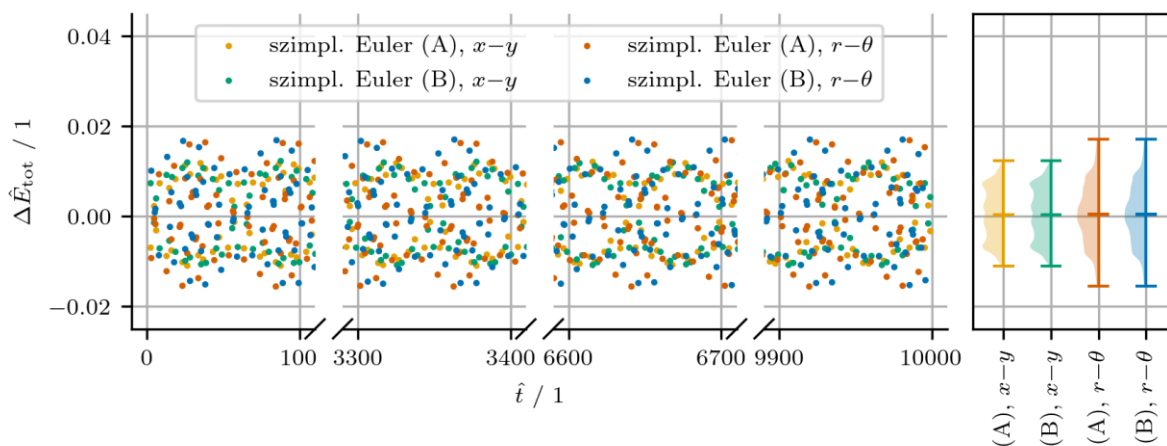 0.04
0.02
0.00
−0.02
ΔÊ_tot / 1
szimpl. Euler (A), x−y
szimpl. Euler (B), x−y
szimpl. Euler (A), r−θ
szimpl. Euler (B), r−θ
0 100 3300 3400 6600 6700 9900 10000
t̂ / 1
(A), x−y
(B), x−y
(A), r−θ
(B), r−θ